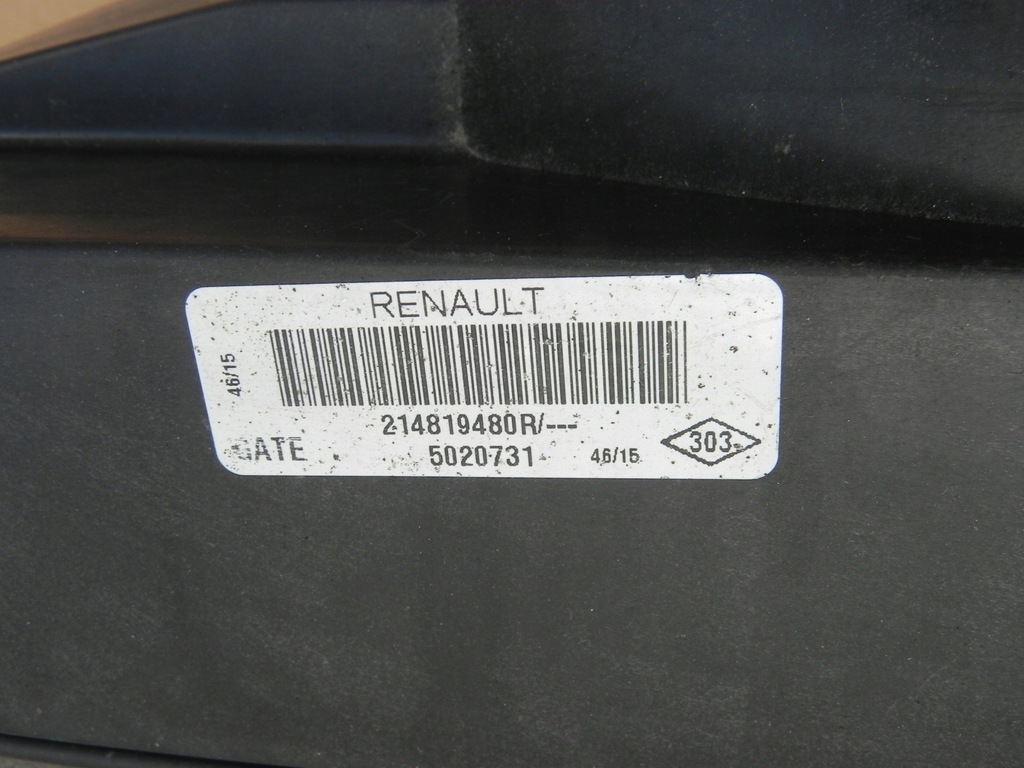 RENAULT
46/15
214819480R/---
GATE 5020731 46/15 303